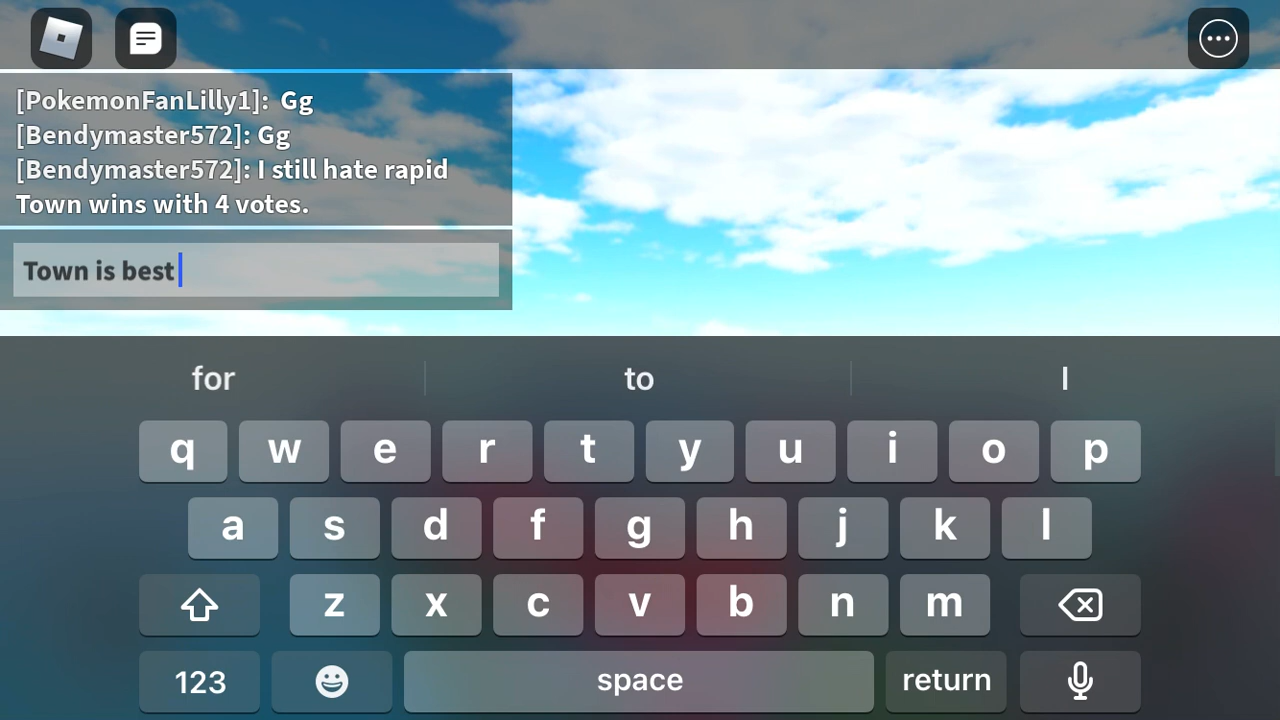 [PokemonFanLilly1]: Gg
[Bendymaster572]: Gg
[Bendymaster572]: I still hate rapid
Town wins with 4 votes.
Town is best
for to I
q w e r t y u i o p
a s d f g h j k l
z x c v b n m
123 space return